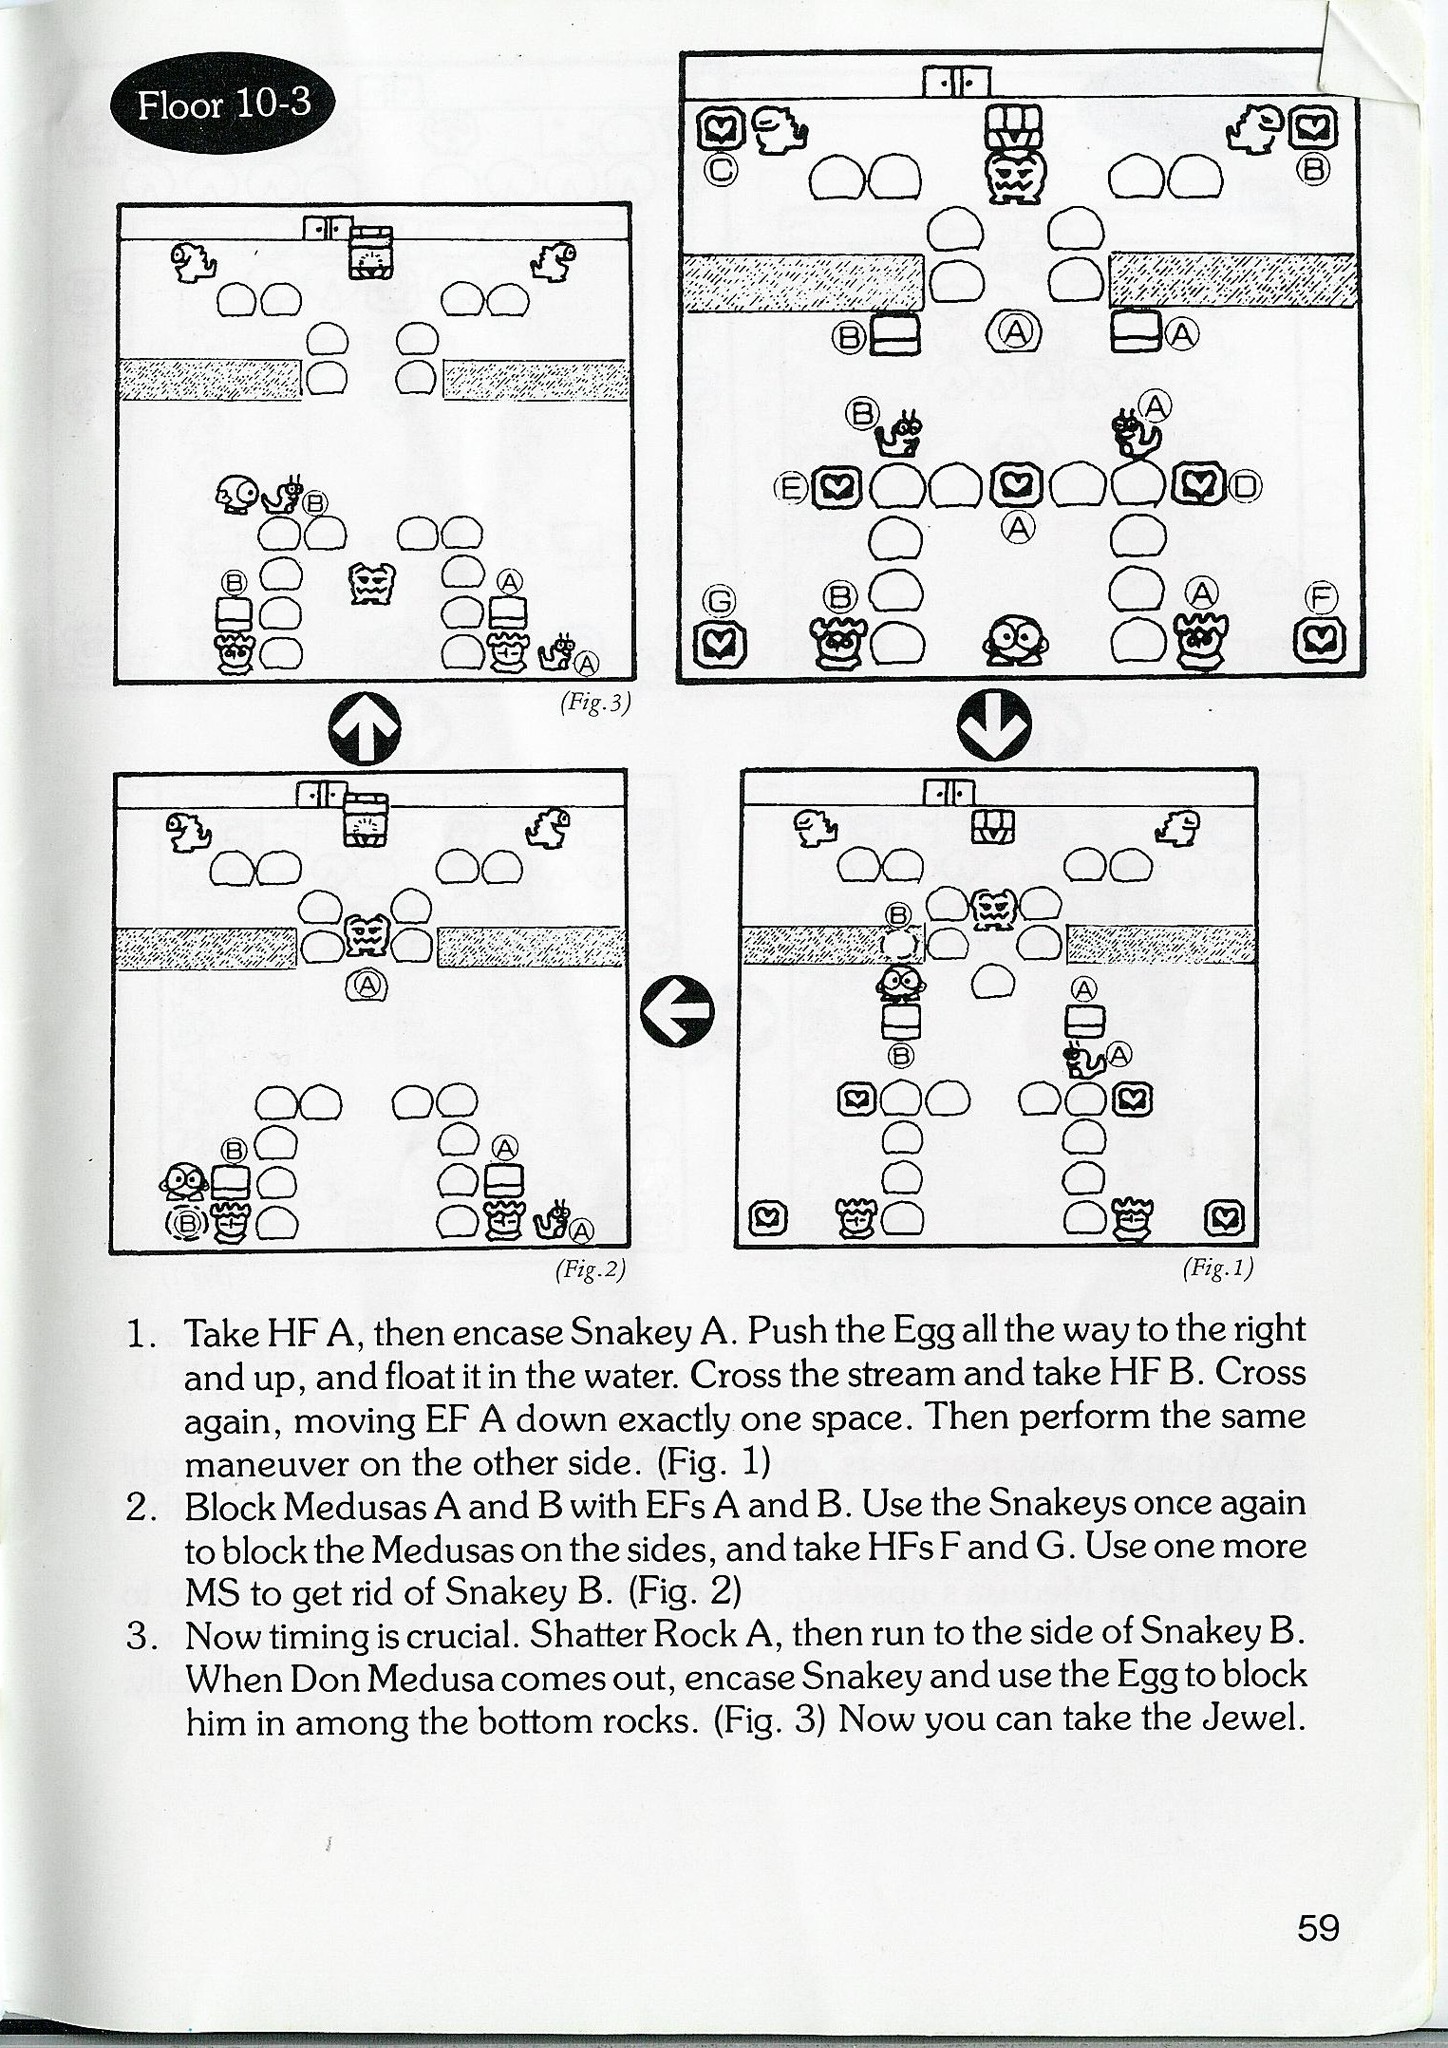 Floor 10-3
C
B
B
A
A
B
A
E
D
A
G
B
A
F
B
B
A
A
(Fig.3)
B
A
B
A
A
(Fig.1)
A
B
A
B
A
(Fig.2)
1. Take HF A, then encase Snakey A. Push the Egg all the way to the right
and up, and float it in the water. Cross the stream and take HF B. Cross
again, moving EF A down exactly one space. Then perform the same
maneuver on the other side. (Fig. 1)
2. Block Medusas A and B with EFs A and B. Use the Snakeys once again
to block the Medusas on the sides, and take HFs F and G. Use one more
MS to get rid of Snakey B. (Fig. 2)
3. Now timing is crucial. Shatter Rock A, then run to the side of Snakey B.
When Don Medusa comes out, encase Snakey and use the Egg to block
him in among the bottom rocks. (Fig. 3) Now you can take the Jewel.
59